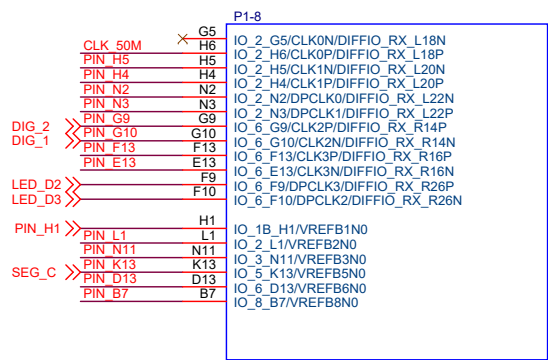 P1-8
G5 IO_2_G5/CLK0N/DIFFIO_RX_L18N
CLK_50M H6 IO_2_H6/CLK0P/DIFFIO_RX_L18P
PIN_H5 H5 IO_2_H5/CLK1N/DIFFIO_RX_L20N
PIN_H4 H4 IO_2_H4/CLK1P/DIFFIO_RX_L20P
PIN_N2 N2 IO_2_N2/DPCLK0/DIFFIO_RX_L22N
PIN_N3 N3 IO_2_N3/DPCLK1/DIFFIO_RX_L22P
DIG_2 PIN_G9 G9 IO_6_G9/CLK2P/DIFFIO_RX_R14P
DIG_1 PIN_G10 G10 IO_6_G10/CLK2N/DIFFIO_RX_R14N
PIN_F13 F13 IO_6_F13/CLK3P/DIFFIO_RX_R16P
PIN_E13 E13 IO_6_E13/CLK3N/DIFFIO_RX_R16N
LED_D2 F9 IO_6_F9/DPCLK3/DIFFIO_RX_R26P
LED_D3 F10 IO_6_F10/DPCLK2/DIFFIO_RX_R26N
PIN_H1 H1 IO_1B_H1/VREFB1N0
PIN_L1 L1 IO_2_L1/VREFB2N0
PIN_N11 N11 IO_3_N11/VREFB3N0
SEG_C PIN_K13 K13 IO_5_K13/VREFB5N0
PIN_D13 D13 IO_6_D13/VREFB6N0
PIN_B7 B7 IO_8_B7/VREFB8N0